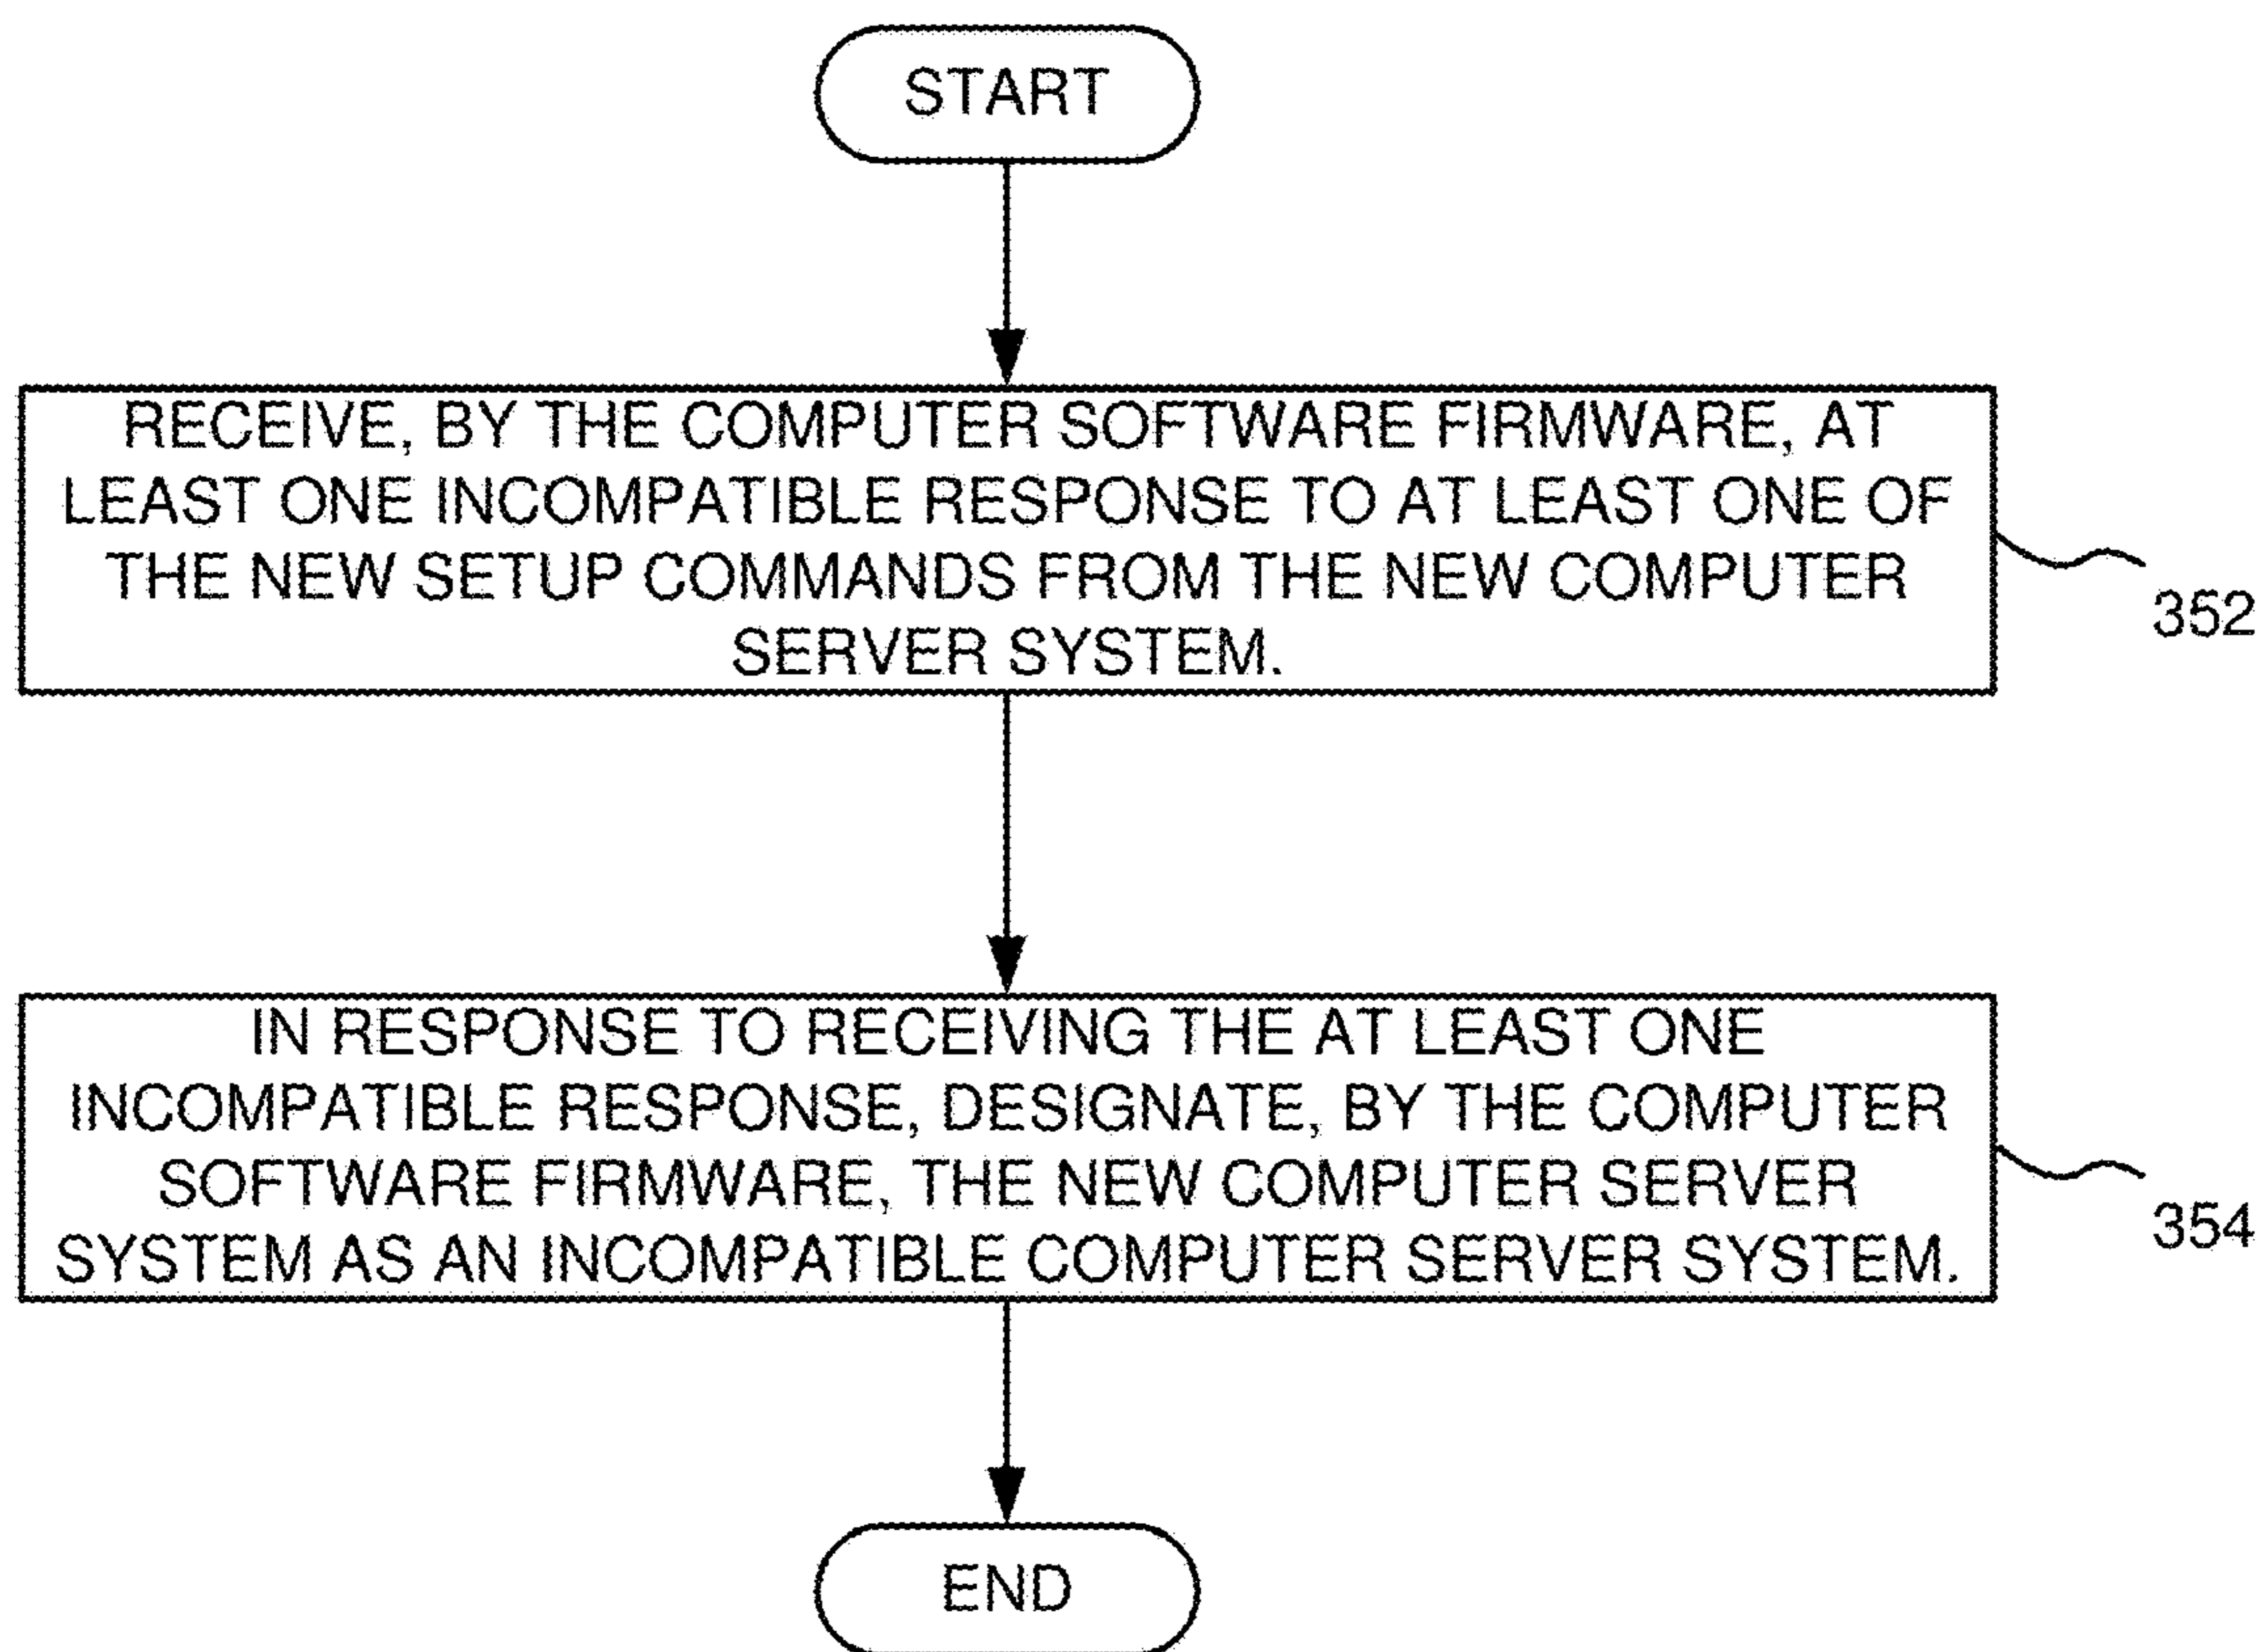 START
RECEIVE, BY THE COMPUTER SOFTWARE FIRMWARE, AT
LEAST ONE INCOMPATIBLE RESPONSE TO AT LEAST ONE OF
THE NEW SETUP COMMANDS FROM THE NEW COMPUTER
SERVER SYSTEM.
352
IN RESPONSE TO RECEIVING THE AT LEAST ONE
INCOMPATIBLE RESPONSE, DESIGNATE, BY THE COMPUTER
SOFTWARE FIRMWARE, THE NEW COMPUTER SERVER
SYSTEM AS AN INCOMPATIBLE COMPUTER SERVER SYSTEM.
354
END